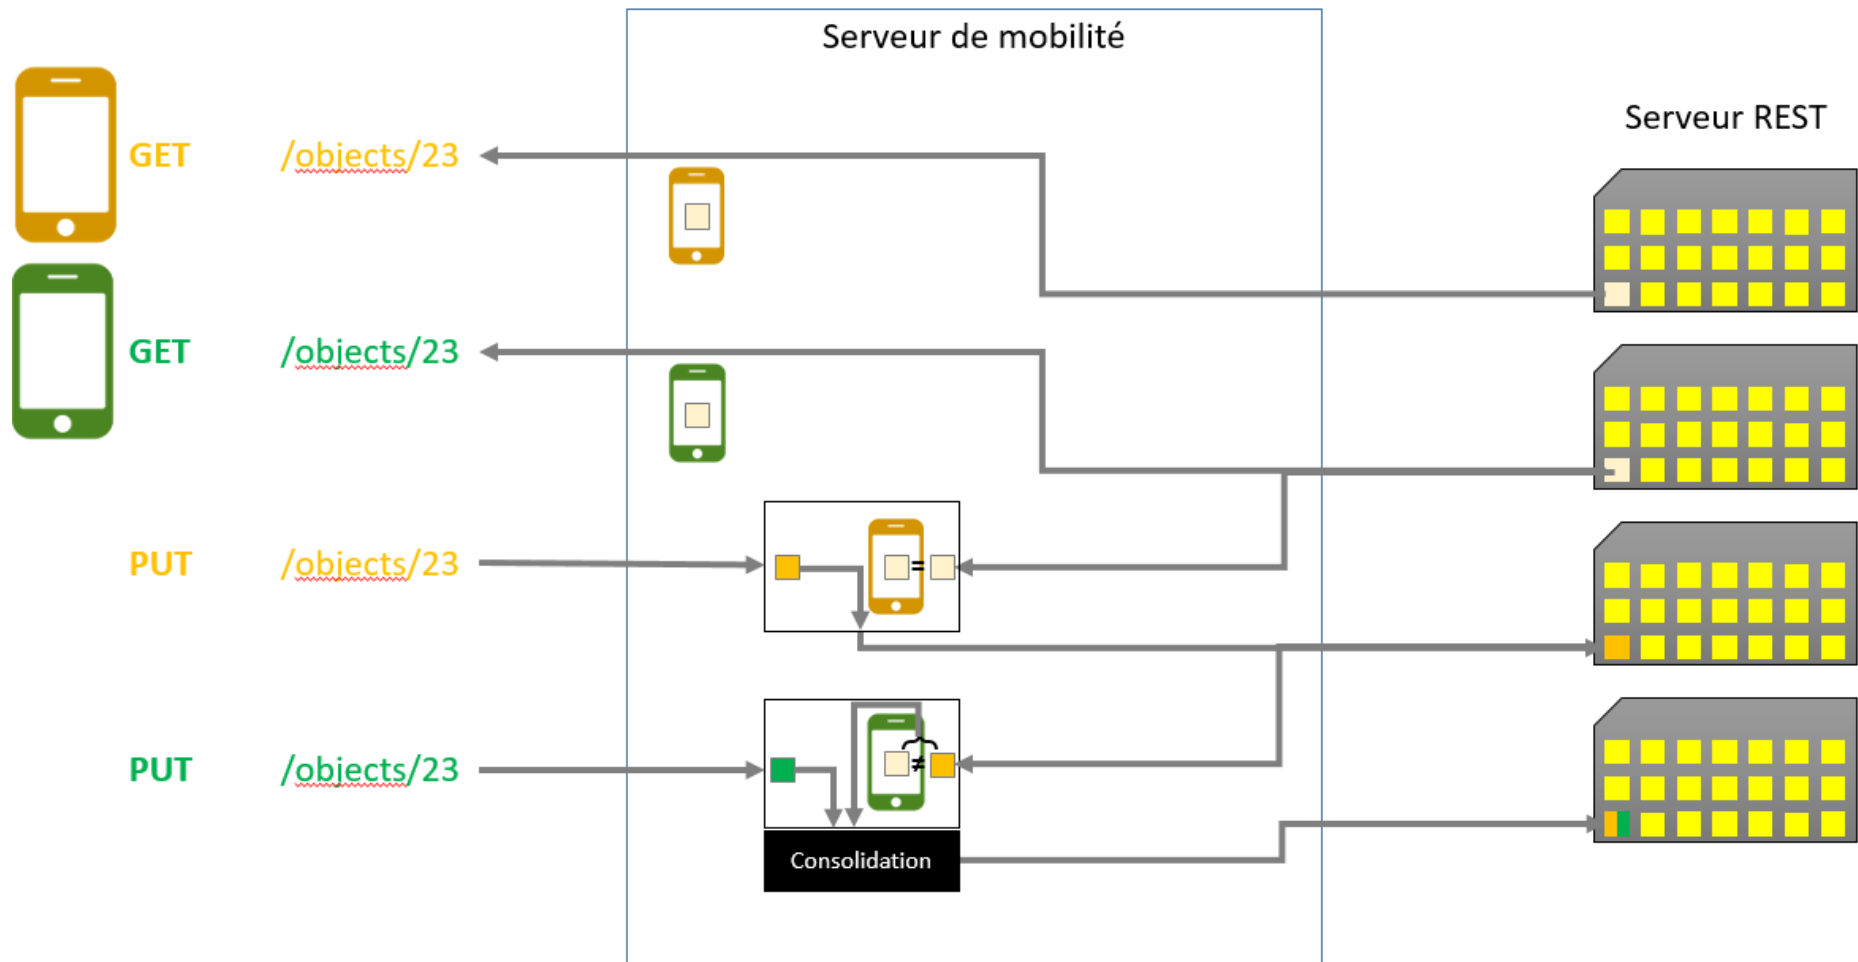 Serveur de mobilité
Serveur REST
GET /objects/23
GET /objects/23
PUT /objects/23
=
PUT /objects/23
≠
Consolidation